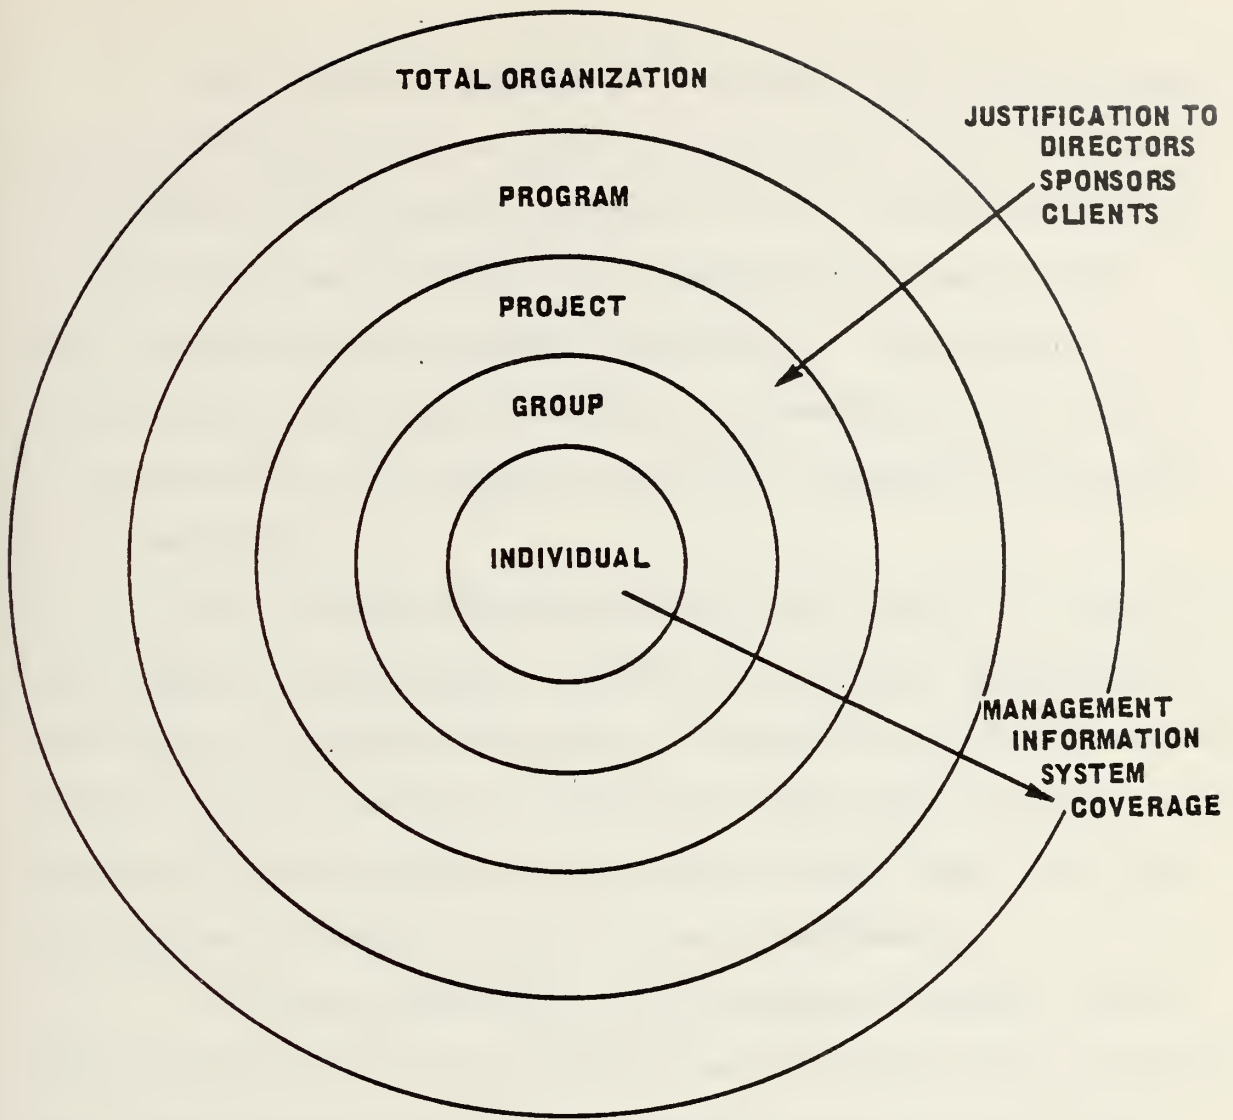 TOTAL ORGANIZATION
JUSTIFICATION TO
DIRECTORS
SPONSORS
CLIENTS
PROGRAM
PROJECT
GROUP
INDIVIDUAL
MANAGEMENT
INFORMATION
SYSTEM
COVERAGE